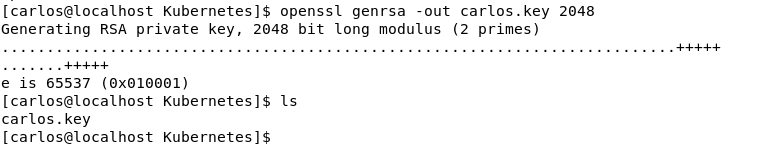 [carlos@localhost Kubernetes]$ openssl genrsa -out carlos.key 2048
Generating RSA private key, 2048 bit long modulus (2 primes)
...........................................................................+++++
.......+++++
e is 65537 (0x010001)
[carlos@localhost Kubernetes]$ ls
carlos.key
[carlos@localhost Kubernetes]$